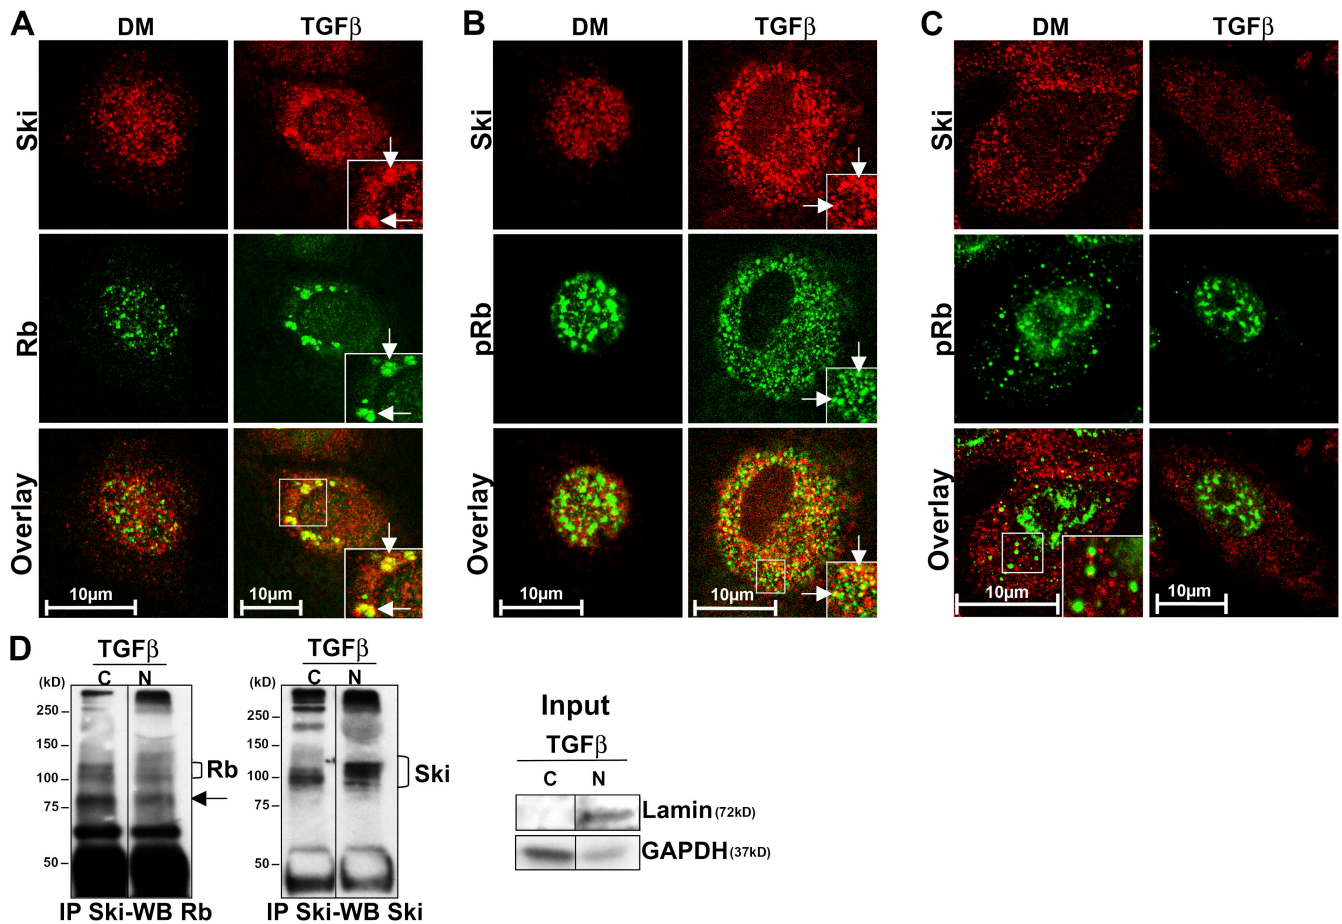 A DM TGFβ
B DM TGFβ
C DM TGFβ
Ski
Ski
Ski
Rb
pRb
pRb
Overlay
Overlay
Overlay
10µm 10µm
10µm 10µm
10µm 10µm
D
TGFβ
(kD) C N
250
150
100
75
50
Rb
IP Ski-WB Rb
TGFβ
(kD) C N
250
150
100
75
50
Ski
IP Ski-WB Ski
Input
TGFβ
C N
Lamin(72kD)
GAPDH(37kD)